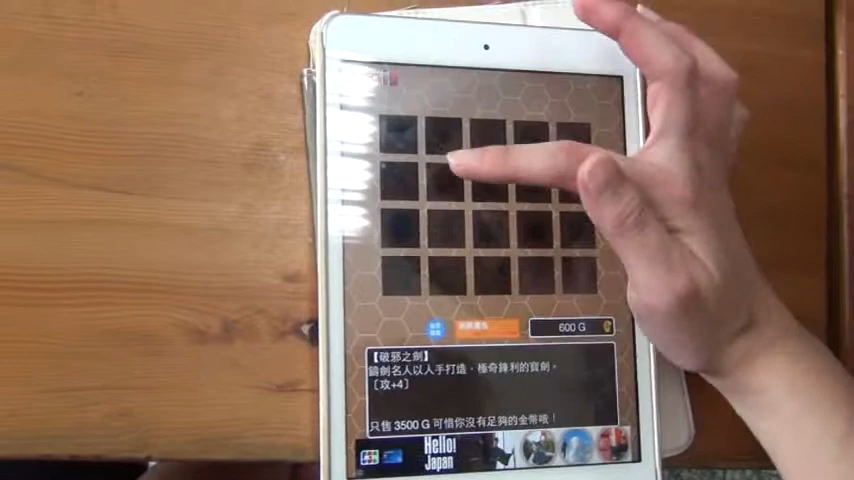 600 G
【破邪之劍】
鑄劍名人以人手打造，極奇鋒利的寶劍。
〔攻+4〕
只售 3500 G 可惜你沒有足夠的金幣哦！
JCB
Hello!
Japan